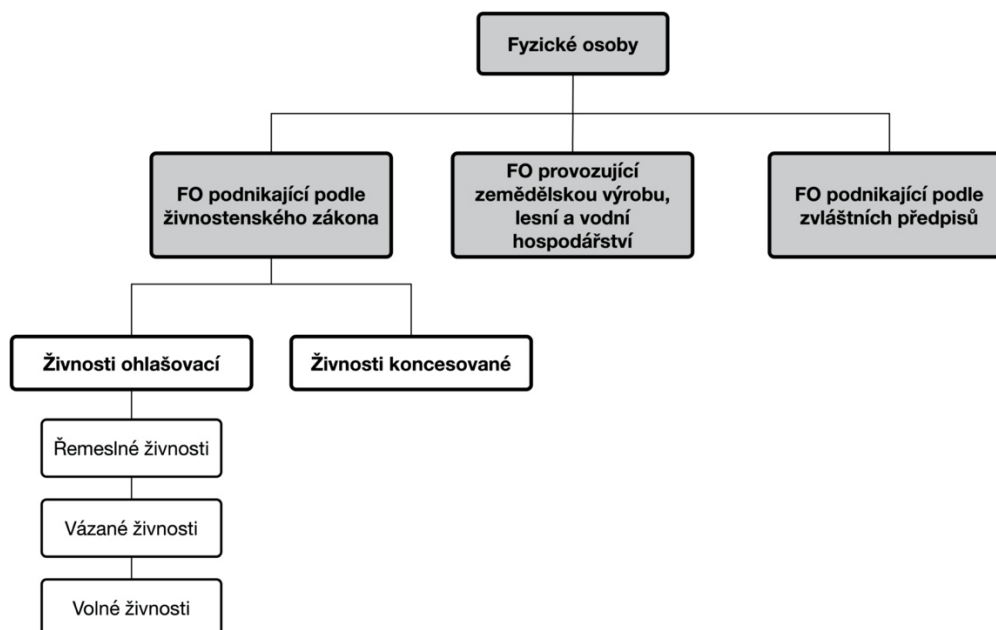 Fyzické osoby
FO podnikající podle
živnostenského zákona
FO provozující
zemědělskou výrobu,
lesní a vodní
hospodářství
FO podnikající podle
zvláštních předpisů
Živnosti ohlašovací
Živnosti koncesované
Řemeslné živnosti
Vázané živnosti
Volné živnosti